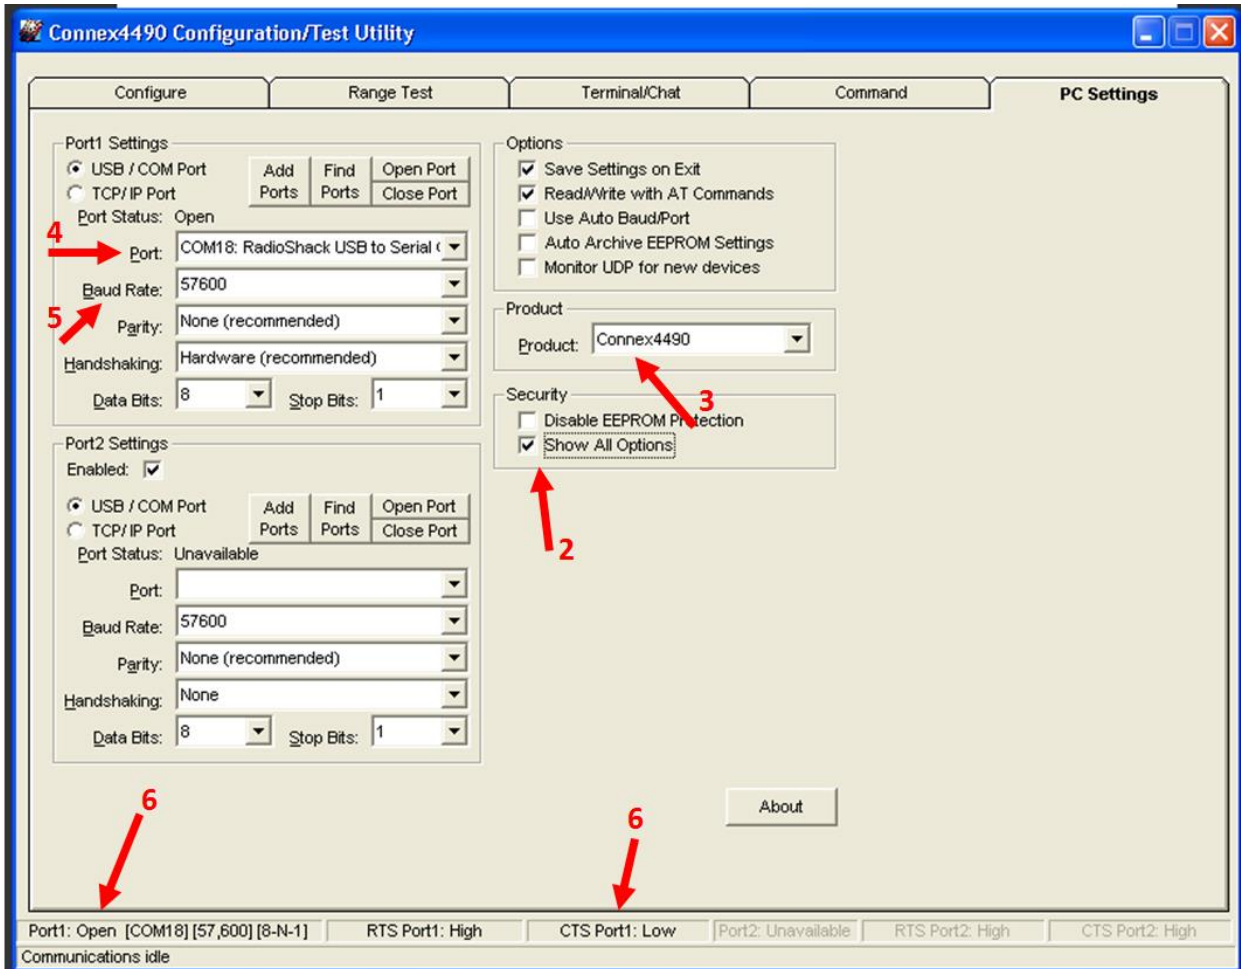 Connex4490 Configuration/Test Utility
Configure
Range Test
Terminal/Chat
Command
PC Settings
Port1 Settings
USB / COM Port
TCP/IP Port
Add Ports
Find Ports
Open Port
Close Port
Port Status: Open
4
Port: COM18: RadioShack USB to Serial
Baud Rate: 57600
5
Parity: None (recommended)
Handshaking: Hardware (recommended)
Data Bits: 8 Stop Bits: 1
Port2 Settings
Enabled:
USB / COM Port
TCP/IP Port
Add Ports
Find Ports
Open Port
Close Port
Port Status: Unavailable
Port:
Baud Rate: 57600
Parity: None (recommended)
Handshaking: None
Data Bits: 8 Stop Bits: 1
Options
Save Settings on Exit
Read/Write with AT Commands
Use Auto Baud/Port
Auto Archive EEPROM Settings
Monitor UDP for new devices
Product
Product: Connex4490
3
Security
Disable EEPROM Protection
Show All Options
2
About
6
6
Port1: Open [COM18] [57,600] [8-N-1]
RTS Port1: High
CTS Port1: Low
Port2: Unavailable
RTS Port2: High
CTS Port2: High
Communications idle